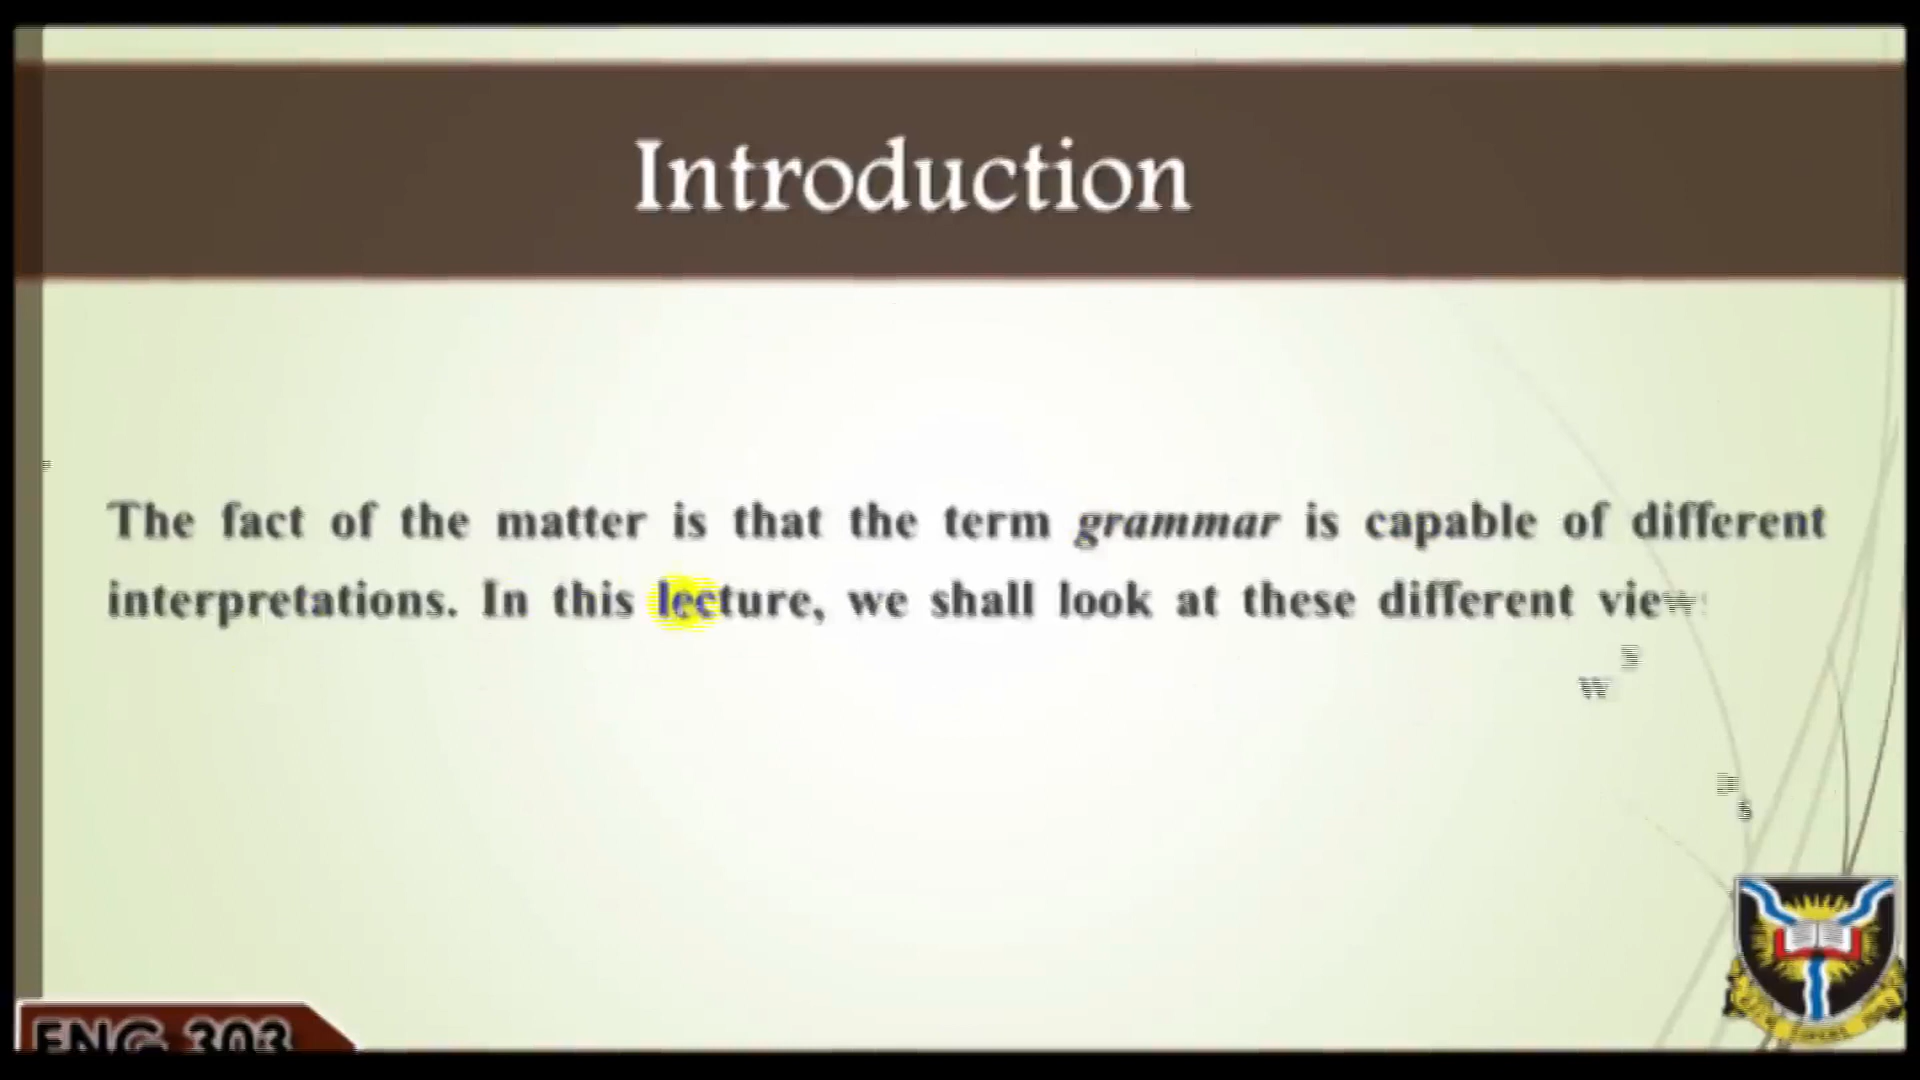 Introduction
The fact of the matter is that the term grammar is capable of different
interpretations. In this lecture, we shall look at these different views
ENG 303